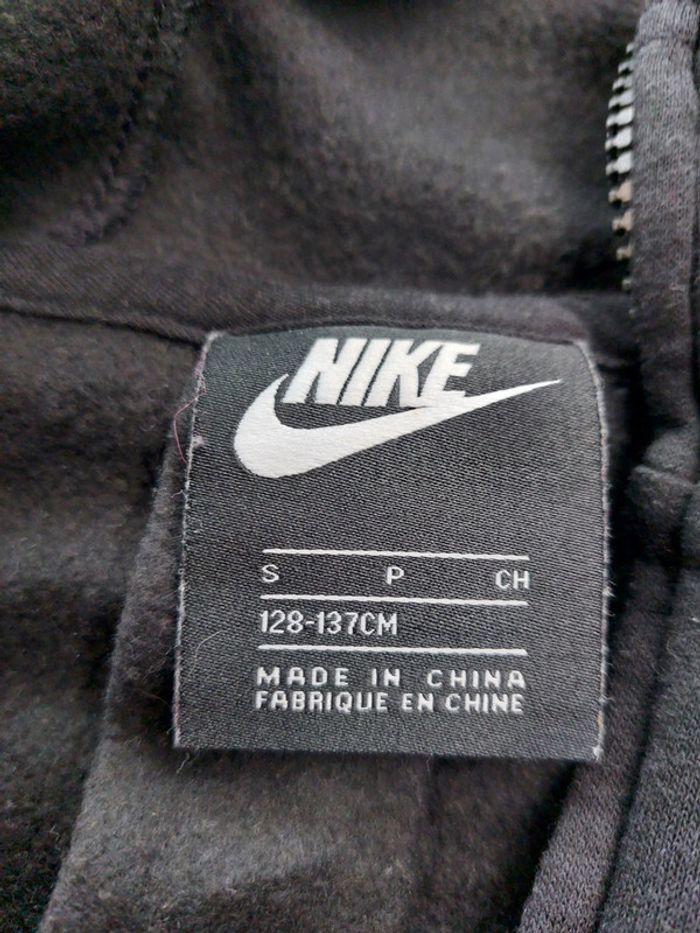 NIKE
S P CH
128-137CM
MADE IN CHINA
FABRIQUE EN CHINE